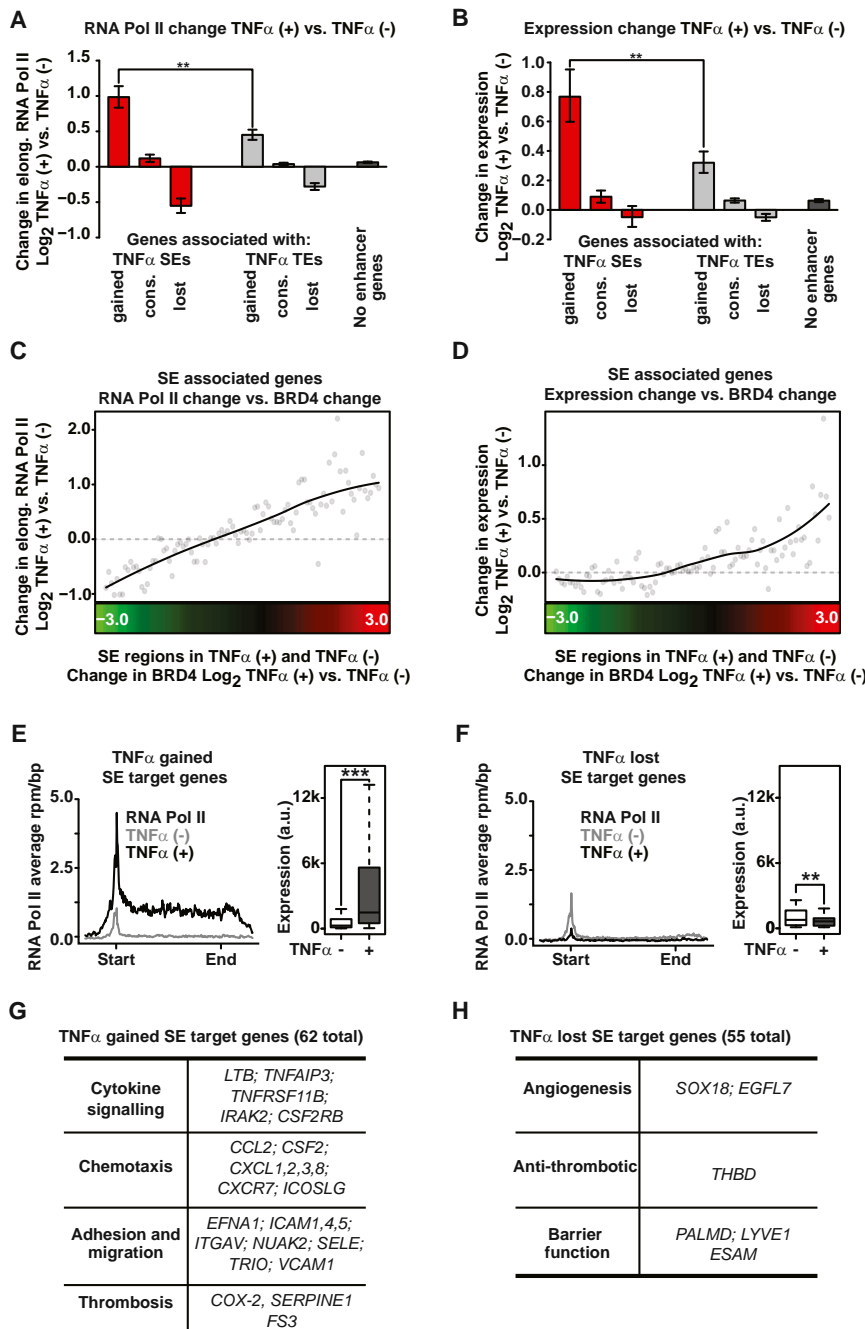 A
RNA Pol II change TNFα (+) vs. TNFα (-)
Change in elong. RNA Pol II
Log2 TNFα (+) vs. TNFα (-)
1.0
0.5
0.0
−0.5
−1.0
**
Genes associated with:
TNFα SEs
TNFα TEs
gained
cons.
lost
gained
cons.
lost
No enhancer
genes
B
Expression change TNFα (+) vs. TNFα (-)
Change in expression
Log2 TNFα (+) vs. TNFα (-)
1.0
0.8
0.6
0.4
0.2
0.0
−0.2
**
Genes associated with:
TNFα SEs
TNFα TEs
gained
cons.
lost
gained
cons.
lost
No enhancer
genes
C
SE associated genes
RNA Pol II change vs. BRD4 change
Change in elong. RNA Pol II
Log2 TNFα (+) vs. TNFα (-)
2.0
1.0
0.0
−1.0
−3.0
3.0
SE regions in TNFα (+) and TNFα (-)
Change in BRD4 Log2 TNFα (+) vs. TNFα (-)
D
SE associated genes
Expression change vs. BRD4 change
Change in expression
Log2 TNFα (+) vs. TNFα (-)
1.0
0.5
0.0
−3.0
3.0
SE regions in TNFα (+) and TNFα (-)
Change in BRD4 Log2 TNFα (+) vs. TNFα (-)
E
TNFα gained
SE target genes
RNA Pol II average rpm/bp
5.0
2.5
0.0
RNA Pol II
TNFα (-)
TNFα (+)
Start
End
Expression (a.u.)
12k
6k
0
***
TNFα - +
F
TNFα lost
SE target genes
RNA Pol II average rpm/bp
5.0
2.5
0.0
RNA Pol II
TNFα (-)
TNFα (+)
Start
End
Expression (a.u.)
12k
6k
0
**
TNFα - +
G
TNFα gained SE target genes (62 total)
Cytokine
signalling
LTB; TNFAIP3;
TNFRSF11B;
IRAK2; CSF2RB
Chemotaxis
CCL2; CSF2;
CXCL1,2,3,8;
CXCR7; ICOSLG
Adhesion and
migration
EFNA1; ICAM1,4,5;
ITGAV; NUAK2; SELE;
TRIO; VCAM1
Thrombosis
COX-2, SERPINE1
FS3
H
TNFα lost SE target genes (55 total)
Angiogenesis
SOX18; EGFL7
Anti-thrombotic
THBD
Barrier
function
PALMD; LYVE1
ESAM